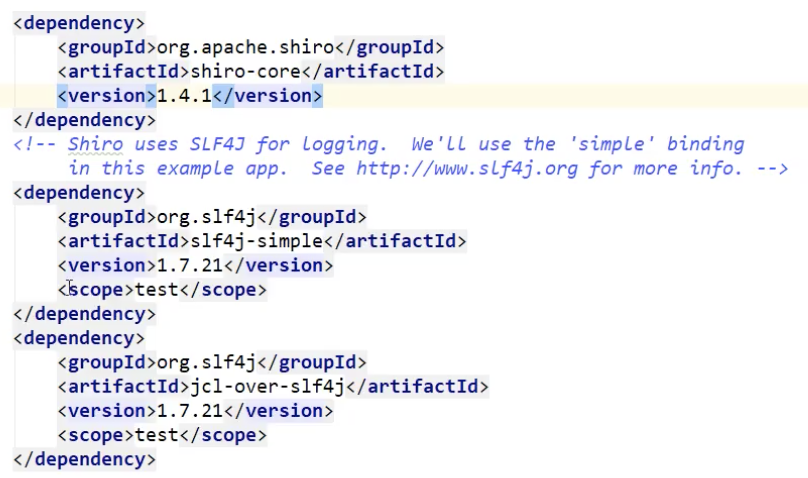 <dependency>
    <groupId>org.apache.shiro</groupId>
    <artifactId>shiro-core</artifactId>
    <version>1.4.1</version>
</dependency>
<!-- Shiro uses SLF4J for logging.  We'll use the 'simple' binding
     in this example app.  See http://www.slf4j.org for more info. -->
<dependency>
    <groupId>org.slf4j</groupId>
    <artifactId>slf4j-simple</artifactId>
    <version>1.7.21</version>
    <scope>test</scope>
</dependency>
<dependency>
    <groupId>org.slf4j</groupId>
    <artifactId>jcl-over-slf4j</artifactId>
    <version>1.7.21</version>
    <scope>test</scope>
</dependency>